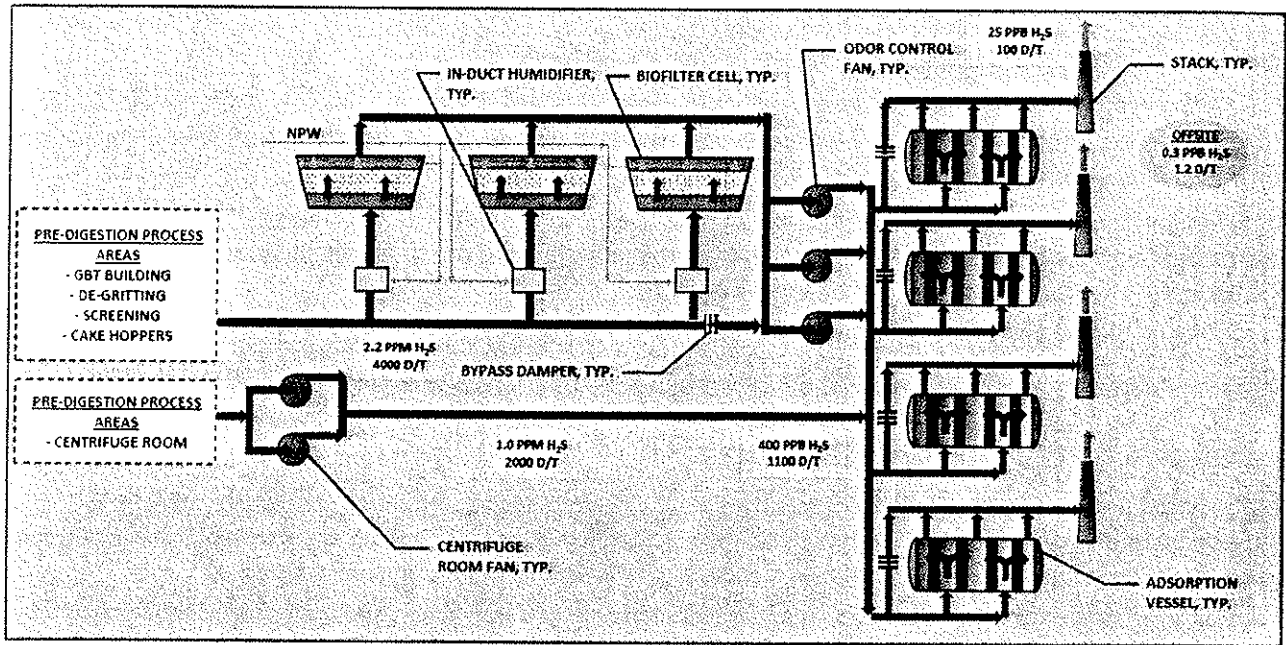 25 PPB H₂S
100 D/T
ODOR CONTROL
FAN, TYP.
STACK, TYP.
IN-DUCT HUMIDIFIER,
TYP.
BIOFILTER CELL, TYP.
NPW
OFFSITE
0.3 PPB H₂S
1.2 D/T
PRE-DIGESTION PROCESS
AREAS
- GBT BUILDING
- DE-GRITTING
- SCREENING
- CAKE HOPPERS
2.2 PPM H₂S
4000 D/T
BYPASS DAMPER, TYP.
PRE-DIGESTION PROCESS
AREAS
- CENTRIFUGE ROOM
1.0 PPM H₂S
2000 D/T
400 PPB H₂S
1100 D/T
CENTRIFUGE
ROOM FAN, TYP.
ADSORPTION
VESSEL, TYP.